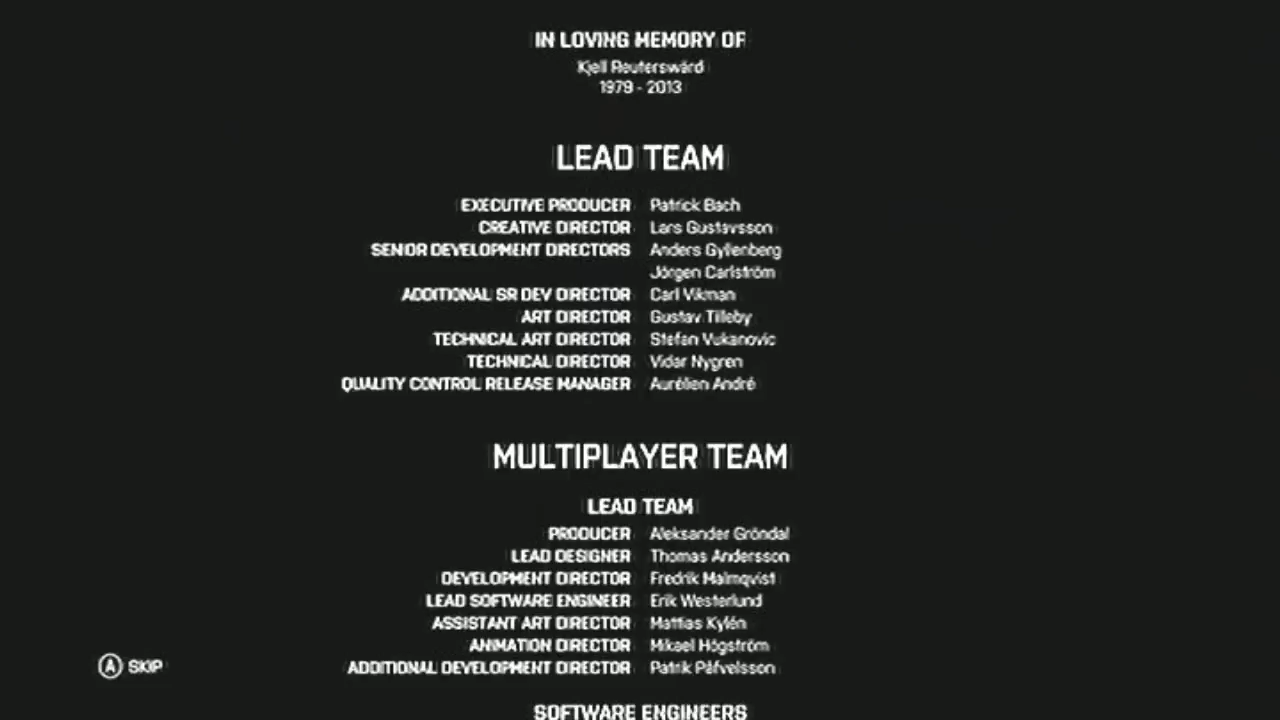 IN LOVING MEMORY OF
Kjell Reuterswärd
1979 - 2013
LEAD TEAM
EXECUTIVE PRODUCER Patrick Bach
CREATIVE DIRECTOR Lars Gustavsson
SENIOR DEVELOPMENT DIRECTORS Anders Gyllenberg
Jörgen Carlström
ADDITIONAL SR DEV DIRECTOR Carl Vikman
ART DIRECTOR Gustav Tilleby
TECHNICAL ART DIRECTOR Stefan Vukanovic
TECHNICAL DIRECTOR Vidar Nygren
QUALITY CONTROL RELEASE MANAGER Aurélien André
MULTIPLAYER TEAM
LEAD TEAM
PRODUCER Aleksander Gröndal
LEAD DESIGNER Thomas Andersson
DEVELOPMENT DIRECTOR Fredrik Malmqvist
LEAD SOFTWARE ENGINEER Erik Westerlund
ASSISTANT ART DIRECTOR Mattias Kylén
ANIMATION DIRECTOR Mikael Högström
ADDITIONAL DEVELOPMENT DIRECTOR Patrik Påfvelsson
A SKIP
SOFTWARE ENGINEERS